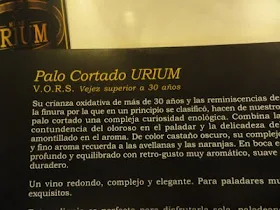 URIUM
Palo Cortado URIUM
V.O.R.S. Vejez superior a 30 años
Su crianza oxidativa de más de 30 años y las reminiscencias de
la finura por la que en un principio se clasificó, hacen de nuestro
palo cortado una compleja curiosidad enológica. Combina la
contundencia del oloroso en el paladar y la delicadeza de
amontillado en el aroma. De color castaño oscuro, su complejo
y fino aroma recuerda a las avellanas y las naranjas. En boca e
profundo y equilibrado con retro-gusto muy aromático, suave
duradero.
Un vino redondo, complejo y elegante. Para paladares mu
exquisitos.